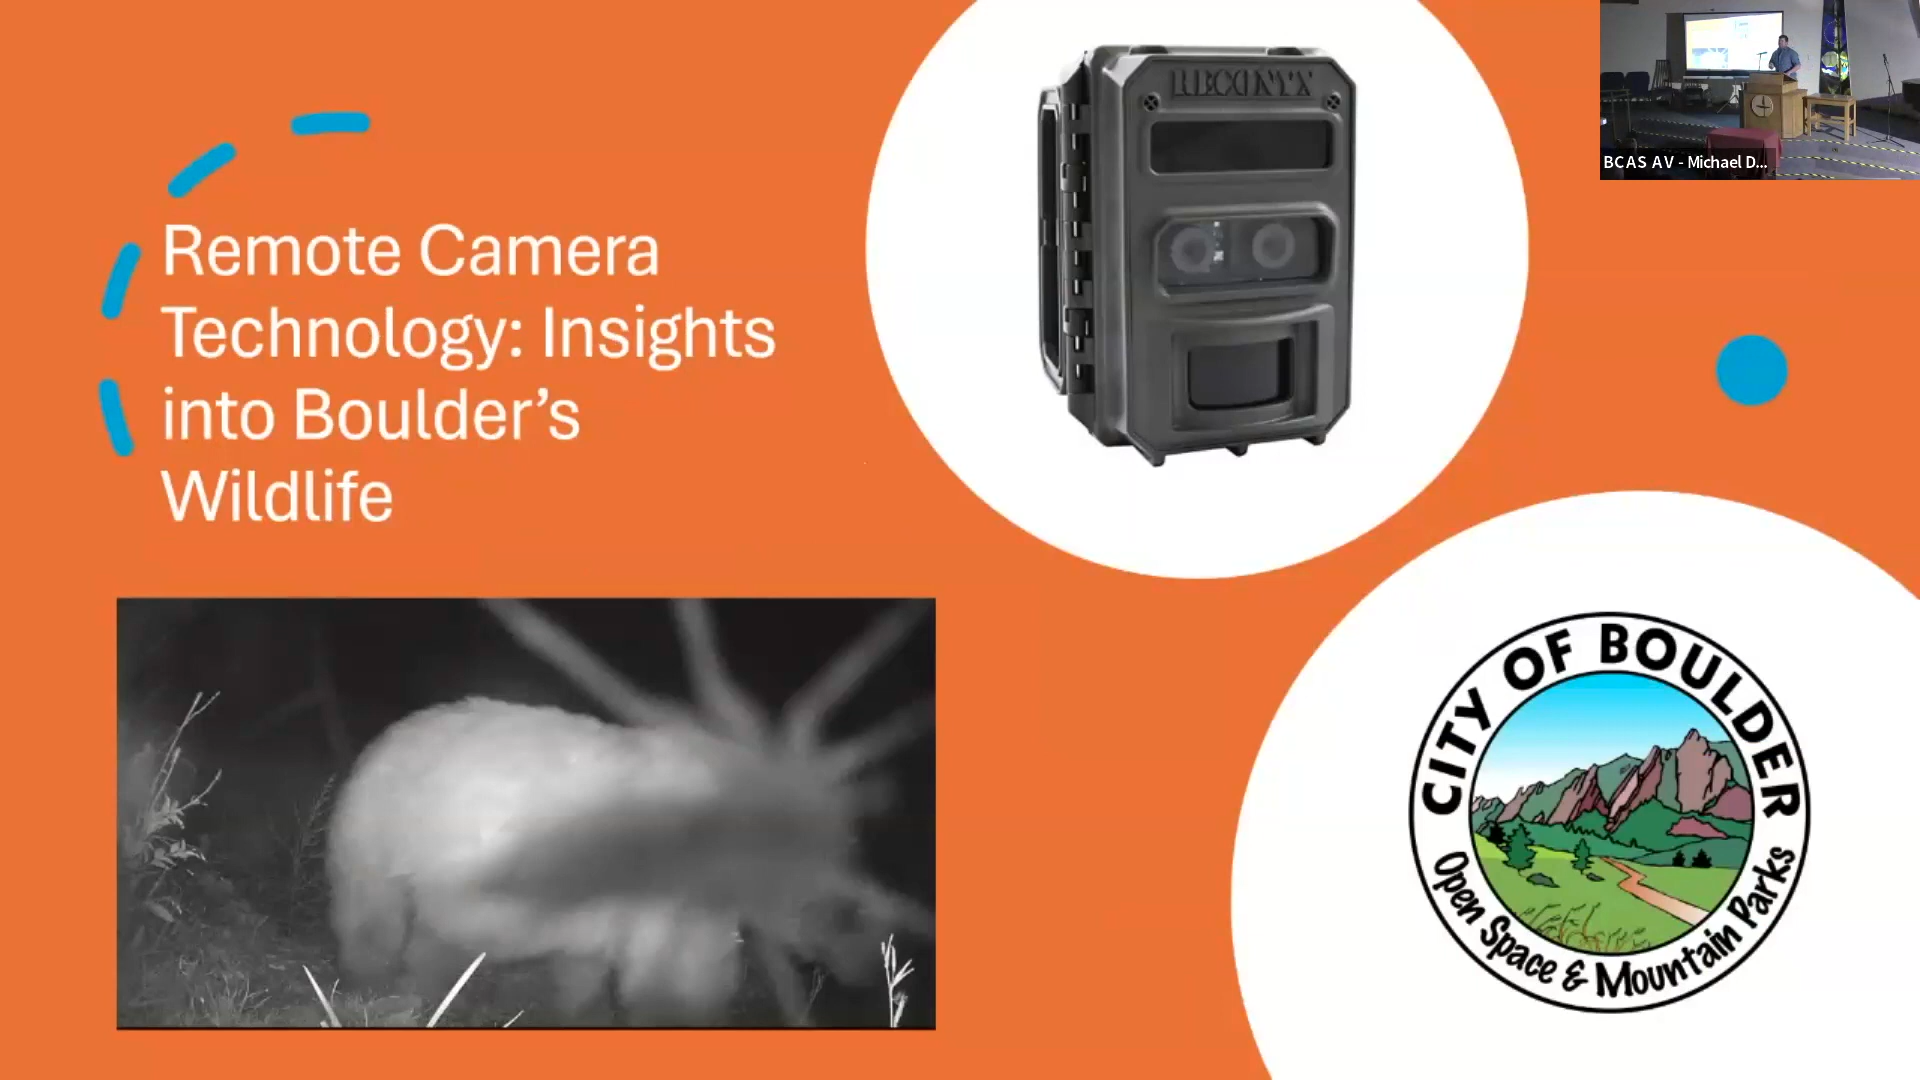 Remote Camera
Technology: Insights
into Boulder’s
Wildlife
RECONYX
BCAS AV - Michael D...
CITY OF BOULDER
Open Space & Mountain Parks